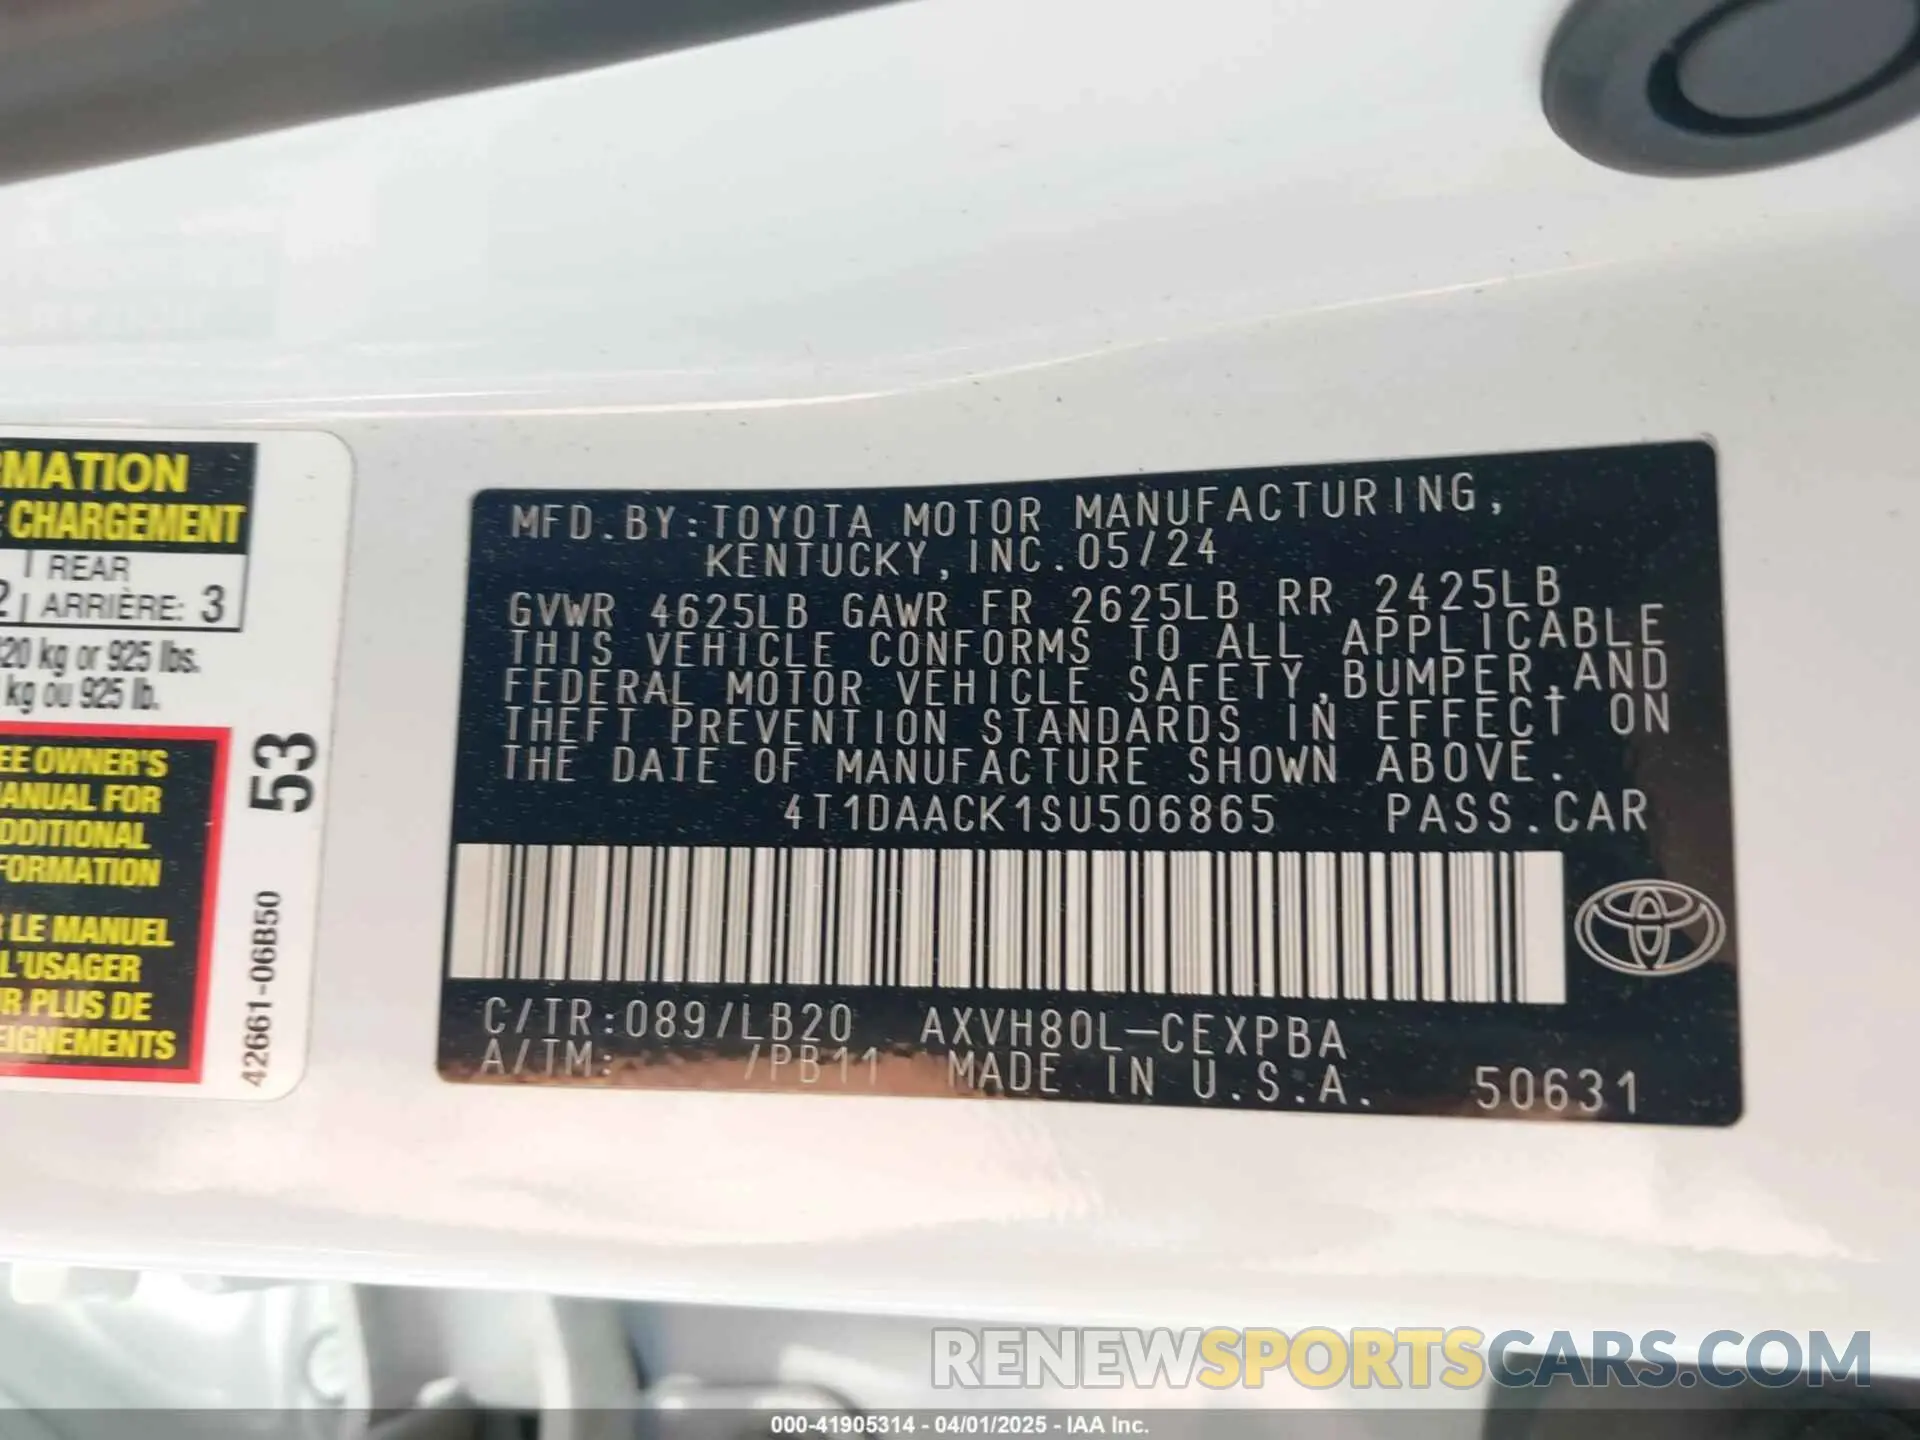 RMATION
E CHARGEMENT
REAR
2 ARRIÈRE: 3
20 kg or 925 lbs.
kg ou 925 lb.
EE OWNER'S
ANUAL FOR
DDITIONAL
FORMATION
R LE MANUEL
L'USAGER
UR PLUS DE
EIGNEMENTS
53
42661-06B50
MFD.BY:TOYOTA MOTOR MANUFACTURING,
KENTUCKY, INC.05/24
GVWR 4625LB GAWR FR 2625LB RR 2425LB
THIS VEHICLE CONFORMS TO ALL APPLICABLE
FEDERAL MOTOR VEHICLE SAFETY,BUMPER,AND
THEFT PREVENTION STANDARDS IN EFFECT ON
THE DATE OF MANUFACTURE SHOWN ABOVE.
4T1DAACK1SU506865 PASS.CAR
C/TR:089/LB20 AXVH80L-CEXPBA
A/TM: /PB11 MADE IN U.S.A. 50631
RENEWSPORTSCARS.COM
000-41905314 - 04/01/2025 - IAA Inc.